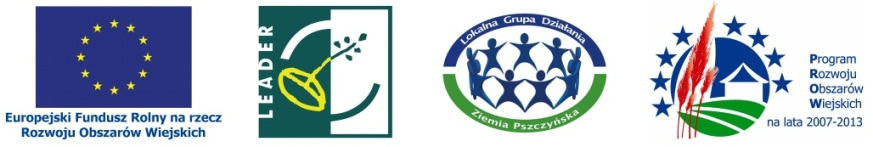 Europejski Fundusz Rolny na rzecz
Rozwoju Obszarów Wiejskich
LEADER
Lokalna Grupa Działania
Ziemia Pszczyńska
Program
Rozwoju
Obszarów
Wiejskich
na lata 2007-2013